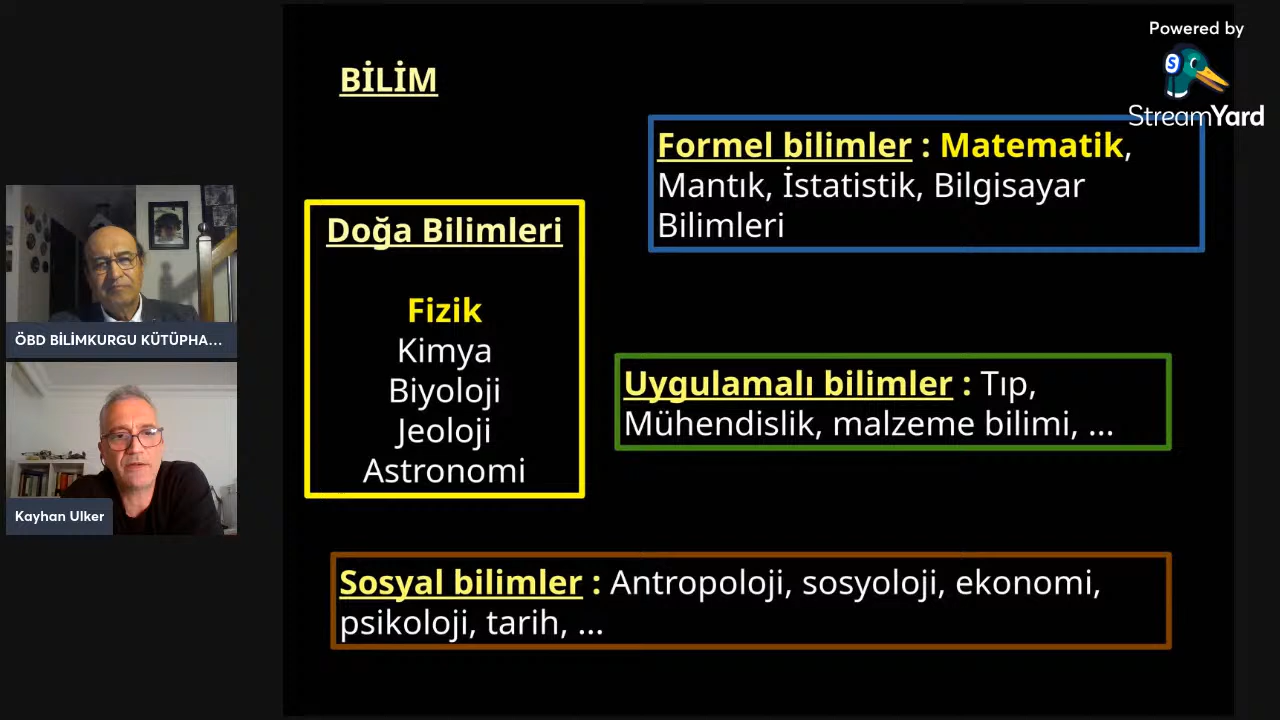 Powered by
StreamYard
BİLİM
Formel bilimler : Matematik,
Mantık, İstatistik, Bilgisayar
Bilimleri
Doğa Bilimleri
Fizik
Kimya
Biyoloji
Jeoloji
Astronomi
Uygulamalı bilimler : Tıp,
Mühendislik, malzeme bilimi, ...
Sosyal bilimler : Antropoloji, sosyoloji, ekonomi,
psikoloji, tarih, ...
ÖBD BİLİMKURGU KÜTÜPHA...
Kayhan Ulker